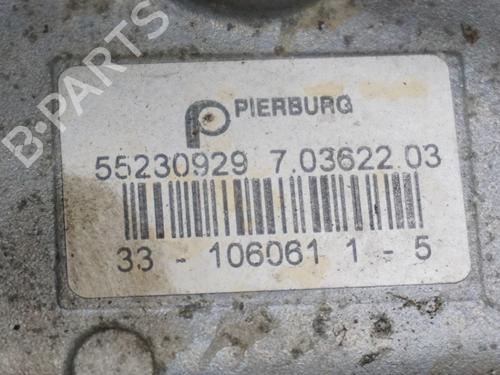 B-PARTS
PIERBURG
55230929 7.03622.03
33 - 106061 1 - 5